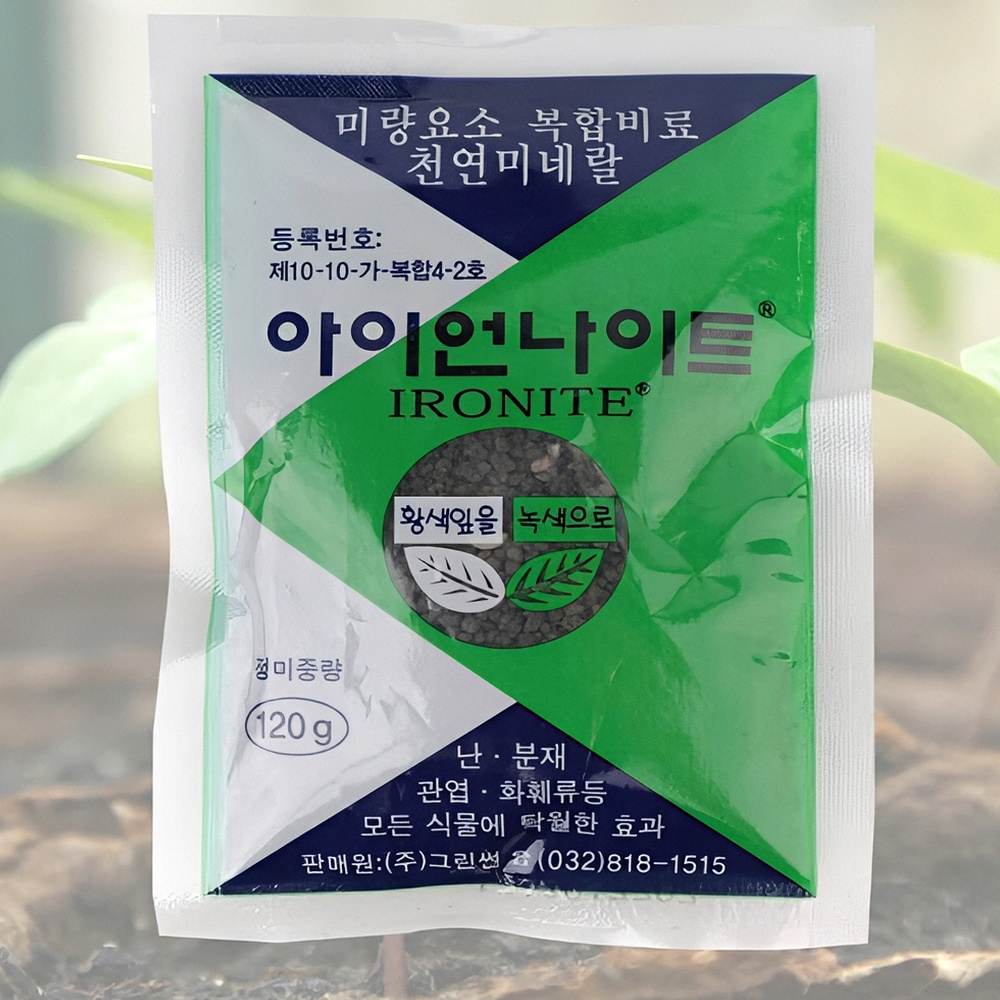 미량요소 복합비료
천연미네랄
등록번호:
제10-10-가-복합4-2호
아이언나이트®
IRONITE®
황색잎을 녹색으로
정미중량
120g
난 · 분재
관엽 · 화훼류등
모든 식물에 탁월한 효과
판매원:(주)그린썬 ☎(032)818-1515